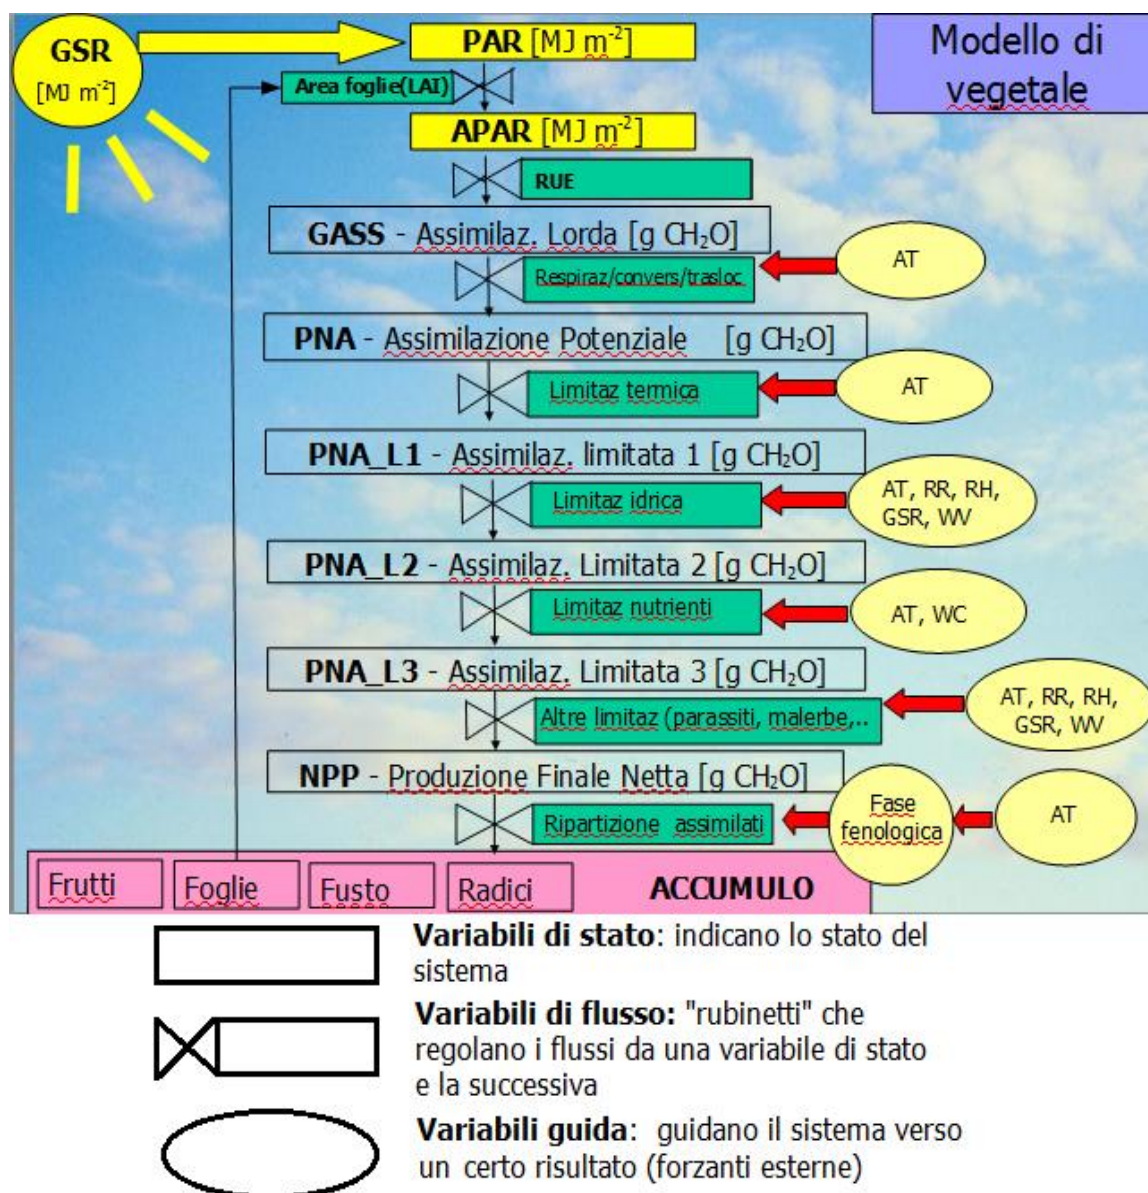 GSR
[MJ m-2]
PAR [MJ m-2]
Modello di
vegetale
Area foglie(LAI)
APAR [MJ m-2]
RUE
GASS - Assimilaz. Lorda [g CH2O]
AT
Respiraz/convers/trasloc
PNA - Assimilazione Potenziale [g CH2O]
Limitaz termica
AT
PNA_L1 - Assimilaz. limitata 1 [g CH2O]
Limitaz idrica
AT, RR, RH,
GSR, WV
PNA_L2 - Assimilaz. Limitata 2 [g CH2O]
Limitaz nutrienti
AT, WC
PNA_L3 - Assimilaz. Limitata 3 [g CH2O]
Altre limitaz (parassiti, malerbe,..
AT, RR, RH,
GSR, WV
NPP - Produzione Finale Netta [g CH2O]
Ripartizione assimilati
Fase
fenologica
AT
Frutti
Foglie
Fusto
Radici
ACCUMULO
Variabili di stato: indicano lo stato del
sistema
Variabili di flusso: "rubinetti" che
regolano i flussi da una variabile di stato
e la successiva
Variabili guida: guidano il sistema verso
un certo risultato (forzanti esterne)